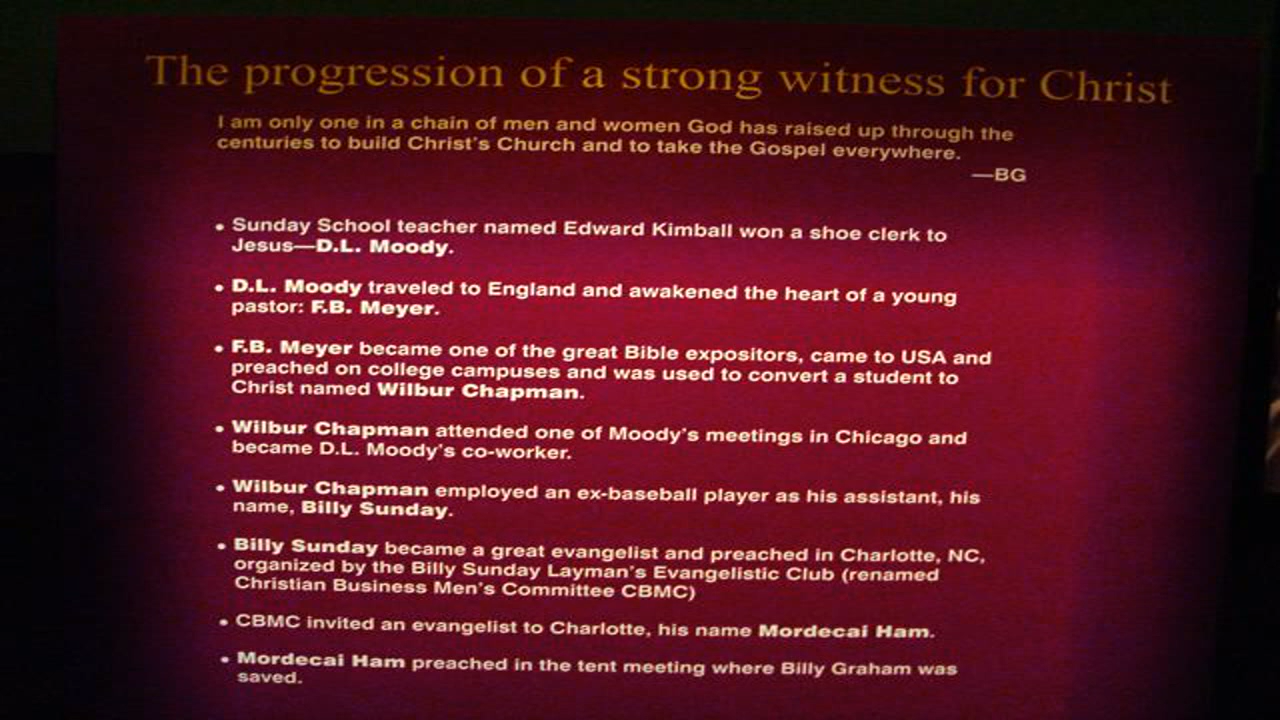 The progression of a strong witness for Christ
I am only one in a chain of men and women God has raised up through the
centuries to build Christ's Church and to take the Gospel everywhere.
—BG
• Sunday School teacher named Edward Kimball won a shoe clerk to
Jesus—D.L. Moody.
• D.L. Moody traveled to England and awakened the heart of a young
pastor: F.B. Meyer.
• F.B. Meyer became one of the great Bible expositors, came to USA and
preached on college campuses and was used to convert a student to
Christ named Wilbur Chapman.
• Wilbur Chapman attended one of Moody's meetings in Chicago and
became D.L. Moody's co-worker.
• Wilbur Chapman employed an ex-baseball player as his assistant, his
name, Billy Sunday.
• Billy Sunday became a great evangelist and preached in Charlotte, NC,
organized by the Billy Sunday Layman's Evangelistic Club (renamed
Christian Business Men's Committee CBMC)
• CBMC invited an evangelist to Charlotte, his name Mordecai Ham.
• Mordecai Ham preached in the tent meeting where Billy Graham was
saved.